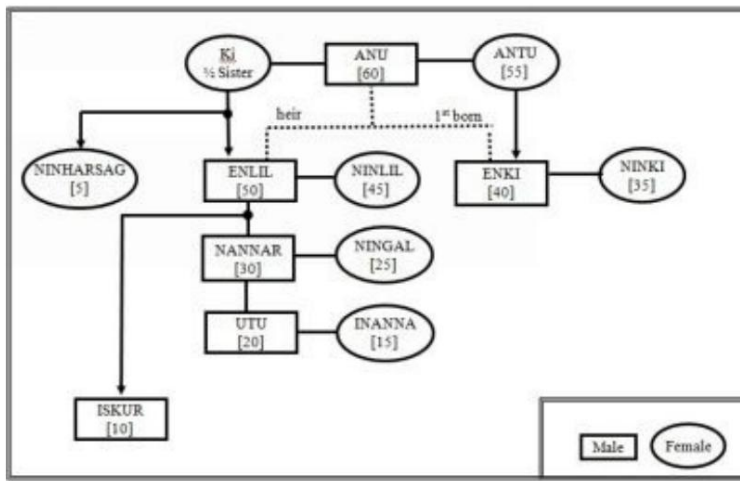 Ki
½ Sister
ANU
[60]
ANTU
[55]
heir
1st born
NINHARSAG
[5]
ENLIL
[50]
NINLIL
[45]
ENKI
[40]
NINKI
[35]
NANNAR
[30]
NINGAL
[25]
UTU
[20]
INANNA
[15]
ISKUR
[10]
Male
Female